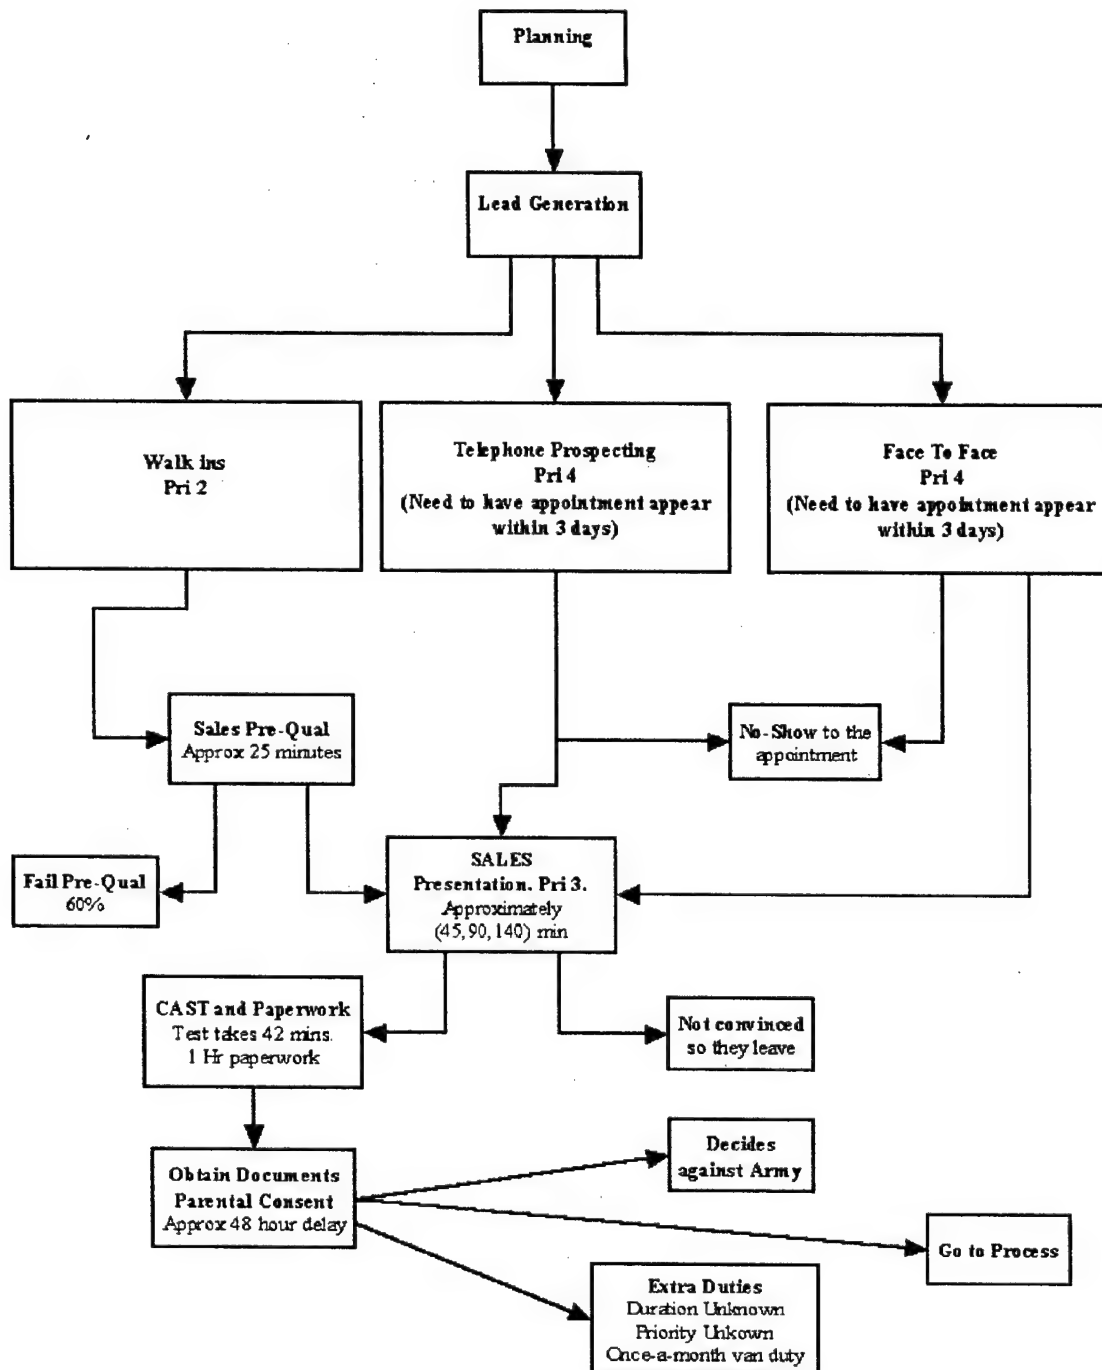 Planning
Lead Generation
Walk ins
Pri 2
Telephone Prospecting
Pri 4
(Need to have appointment appear
within 3 days)
Face To Face
Pri 4
(Need to have appointment appear
within 3 days)
Sales Pre-Qual
Approx 25 minutes
No-Show to the
appointment
Fail Pre-Qual
60%
SALES
Presentation. Pri 3.
Approximately
(45, 90, 140) min
CAST and Paperwork
Test takes 42 mins.
1 Hr paperwork
Not convinced
so they leave
Obtain Documents
Parental Consent
Approx 48 hour delay
Decides
against Army
Go to Process
Extra Duties
Duration Unknown
Priority Unkown
Once-a-month van duty